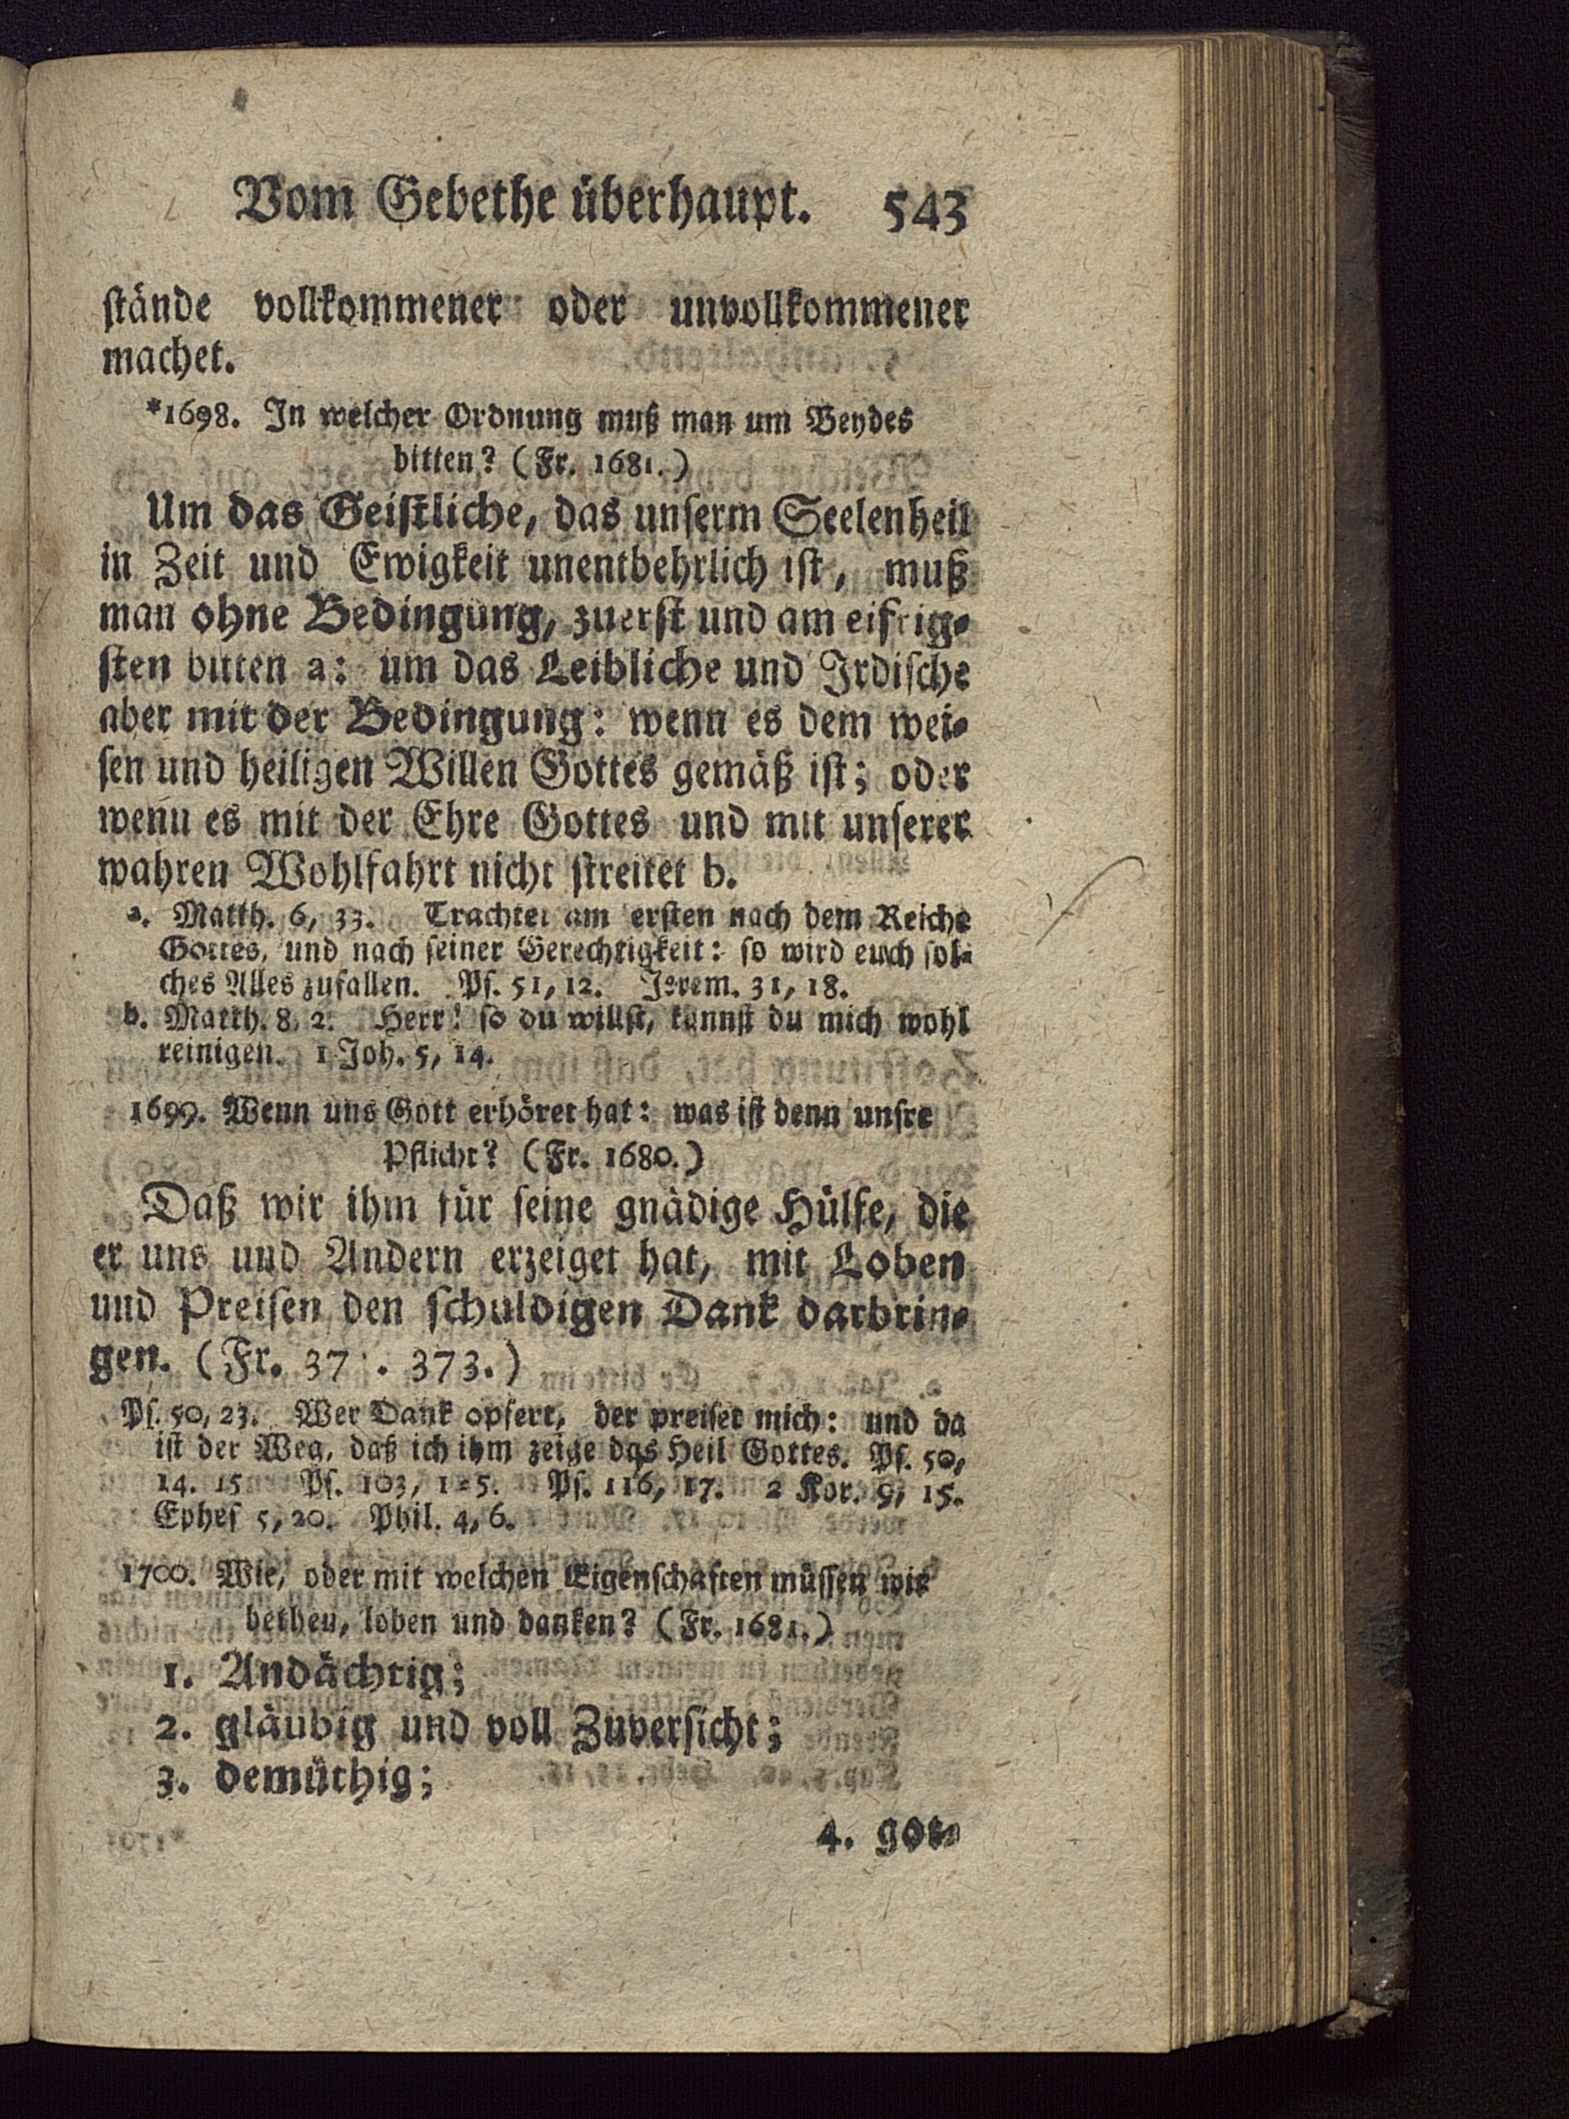 Vom Gebethe überhaupt. 543
stände vollkommener oder unvollkommener
machet.
*1698. In welcher Ordnung muß man um Beydes
bitten? (Fr. 1681.)
Um das Geistliche, das unserm Seelenheil
in Zeit und Ewigkeit unentbehrlich ist, muß
man ohne Bedingung, zuerst und am eifrig-
sten bitten a: um das Leibliche und Irdische
aber mit der Bedingung: wenn es dem wei-
sen und heiligen Willen Gottes gemäß ist; oder
wenn es mit der Ehre Gottes und mit unserer
wahren Wohlfahrt nicht streitet b.
a. Matth. 6, 33. Trachtet am ersten nach dem Reiche
Gottes, und nach seiner Gerechtigkeit: so wird euch sol-
ches Alles zufallen. Ps. 51, 12. Jerem. 31, 18.
b. Matth. 8, 2. Herr! so du willst, kannst du mich wohl
reinigen. 1 Joh. 5, 14.
1699. Wenn uns Gott erhöret hat: was ist denn unsre
Pflicht? (Fr. 1680.)
Daß wir ihm für seine gnädige Hülfe, die
er uns und Andern erzeiget hat, mit Loben
und Preisen den schuldigen Dank darbrin-
gen. (Fr. 373.)
Ps. 50, 23. Wer Dank opfert, der preiset mich: und da
ist der Weg, daß ich ihm zeige das Heil Gottes. Ps. 50,
14. 15 Ps. 103, 1-5. Ps. 116, 17. 2 Kor. 9, 15.
Ephes 5, 20. Phil. 4, 6.
1700. Wie, oder mit welchen Eigenschaften müssen wir
bethen, loben und danken? (Fr. 1681.)
1. Andächtig;
2. gläubig und voll Zuversicht;
3. demüthig;
4. got-